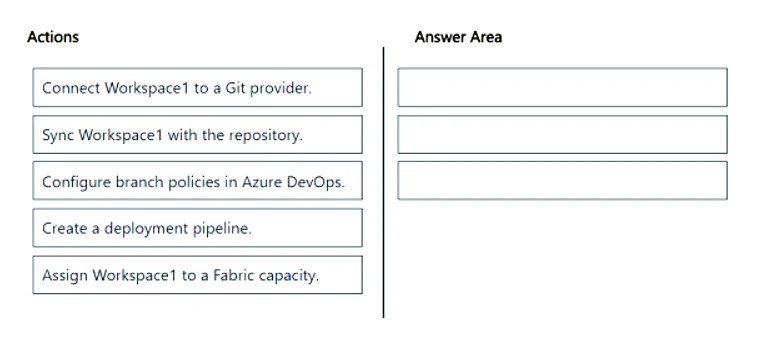 Actions
Answer Area
Connect Workspace1 to a Git provider.
Sync Workspace1 with the repository.
Configure branch policies in Azure DevOps.
Create a deployment pipeline.
Assign Workspace1 to a Fabric capacity.